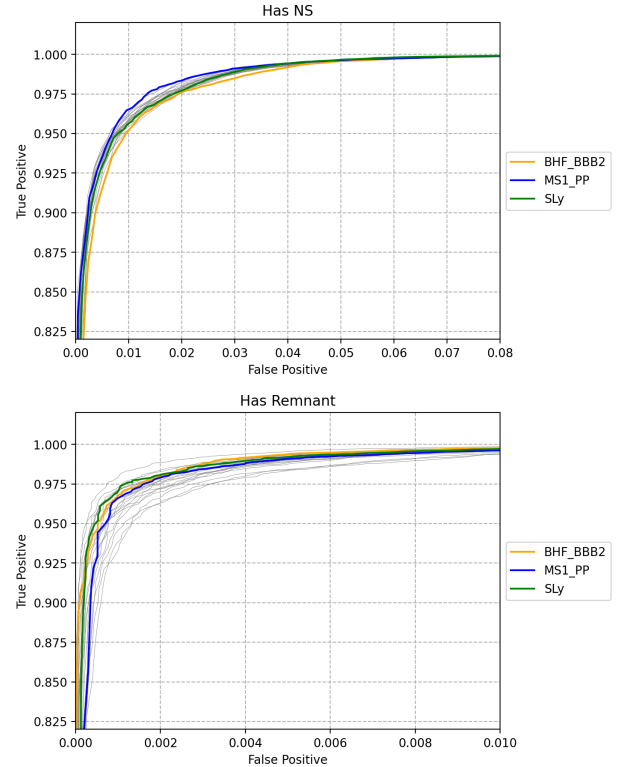 Has NS
1.000
0.975
0.950
0.925
0.900
0.875
0.850
0.825
True Positive
0.00 0.01 0.02 0.03 0.04 0.05 0.06 0.07 0.08
False Positive
BHF_BBB2
MS1_PP
SLy
Has Remnant
1.000
0.975
0.950
0.925
0.900
0.875
0.850
0.825
True Positive
0.000 0.002 0.004 0.006 0.008 0.010
False Positive
BHF_BBB2
MS1_PP
SLy